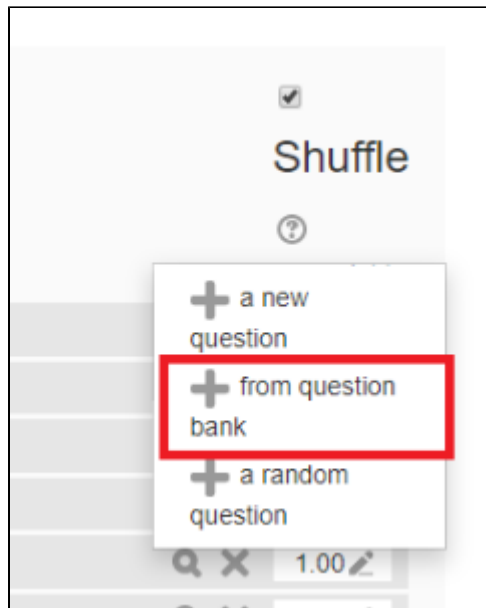 Shuffle
a new
question
from question
bank
a random
question
1.00